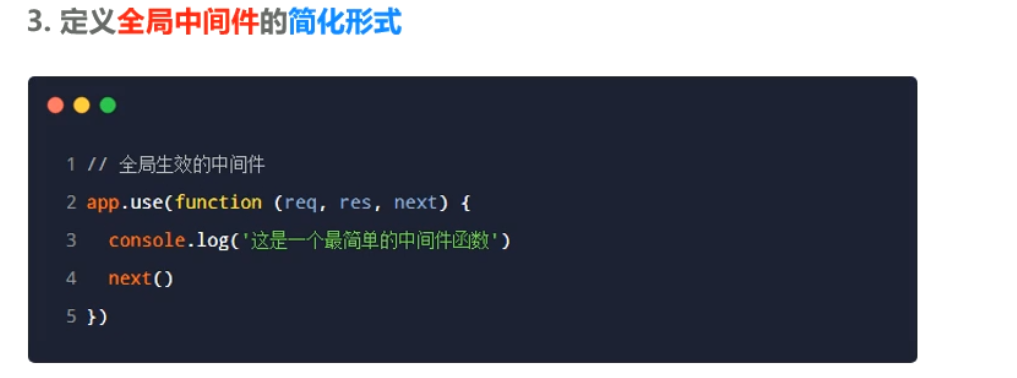 3. 定义全局中间件的简化形式
1 // 全局生效的中间件
2 app.use(function (req, res, next) {
3   console.log('这是一个最简单的中间件函数')
4   next()
5 })